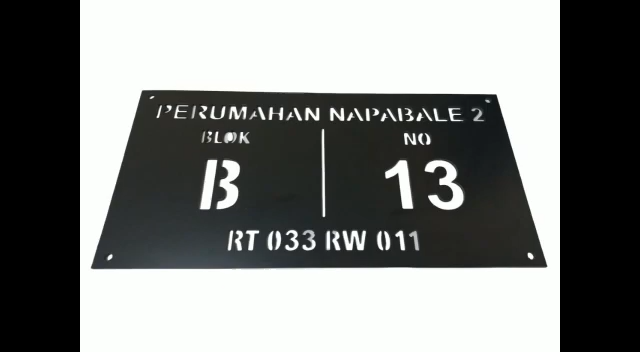 PERUMAHAN NAPABALE 2
BLOK NO
B 13
RT 033 RW 011